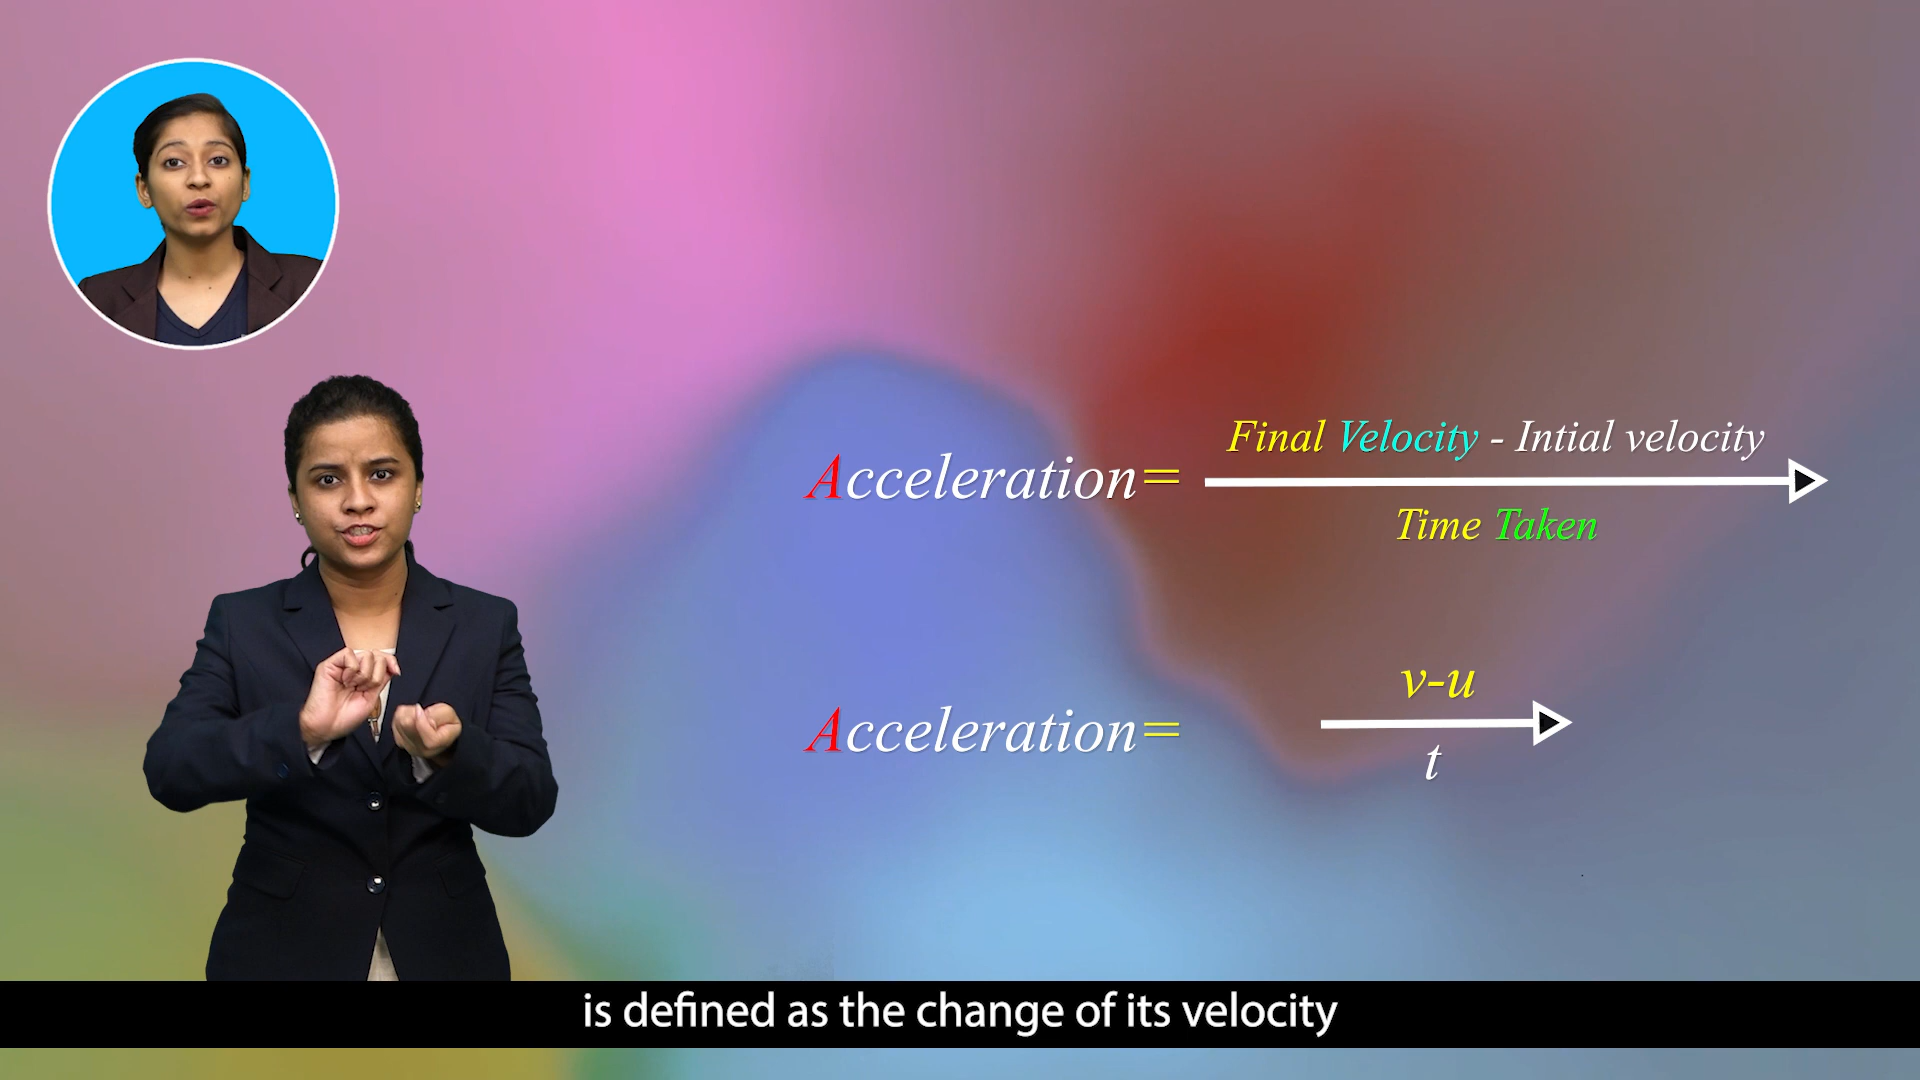 Final Velocity - Intial velocity
Acceleration=
Time Taken
v-u
Acceleration=
t
is defined as the change of its velocity